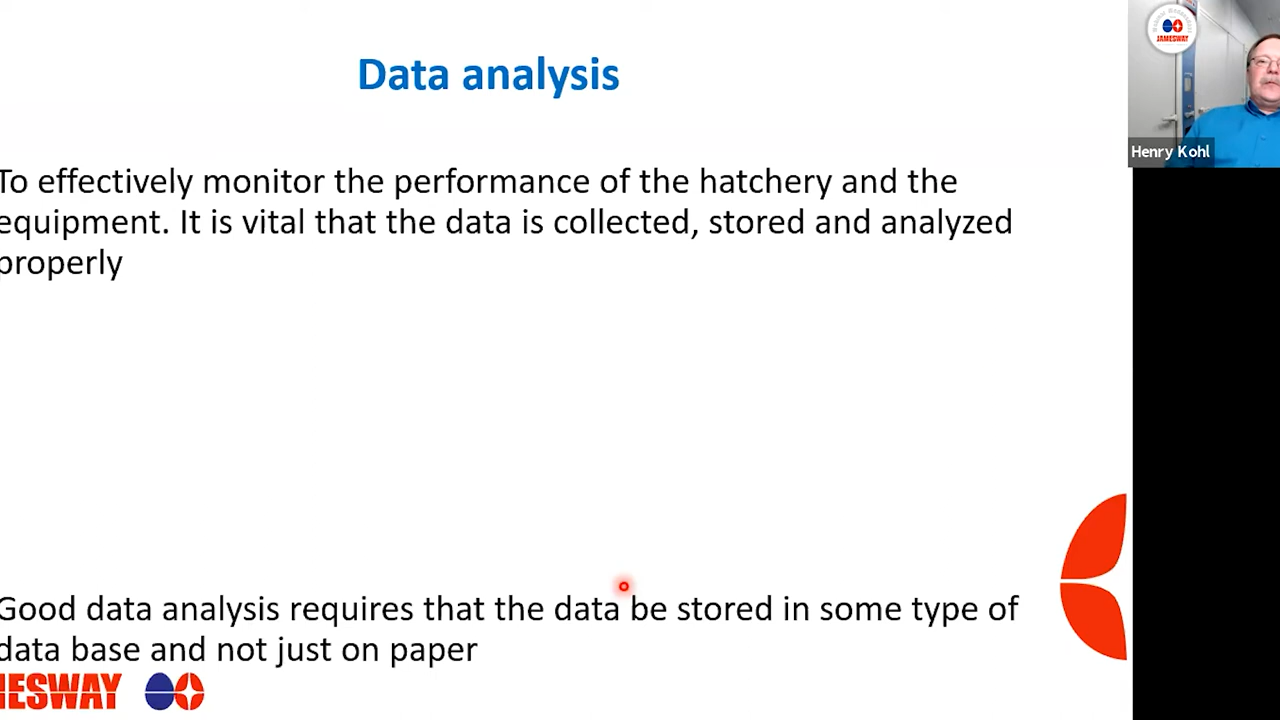 Data analysis
To effectively monitor the performance of the hatchery and the
equipment. It is vital that the data is collected, stored and analyzed
properly
Good data analysis requires that the data be stored in some type of
data base and not just on paper
MESWAY
JAMESWAY
Henry Kohl